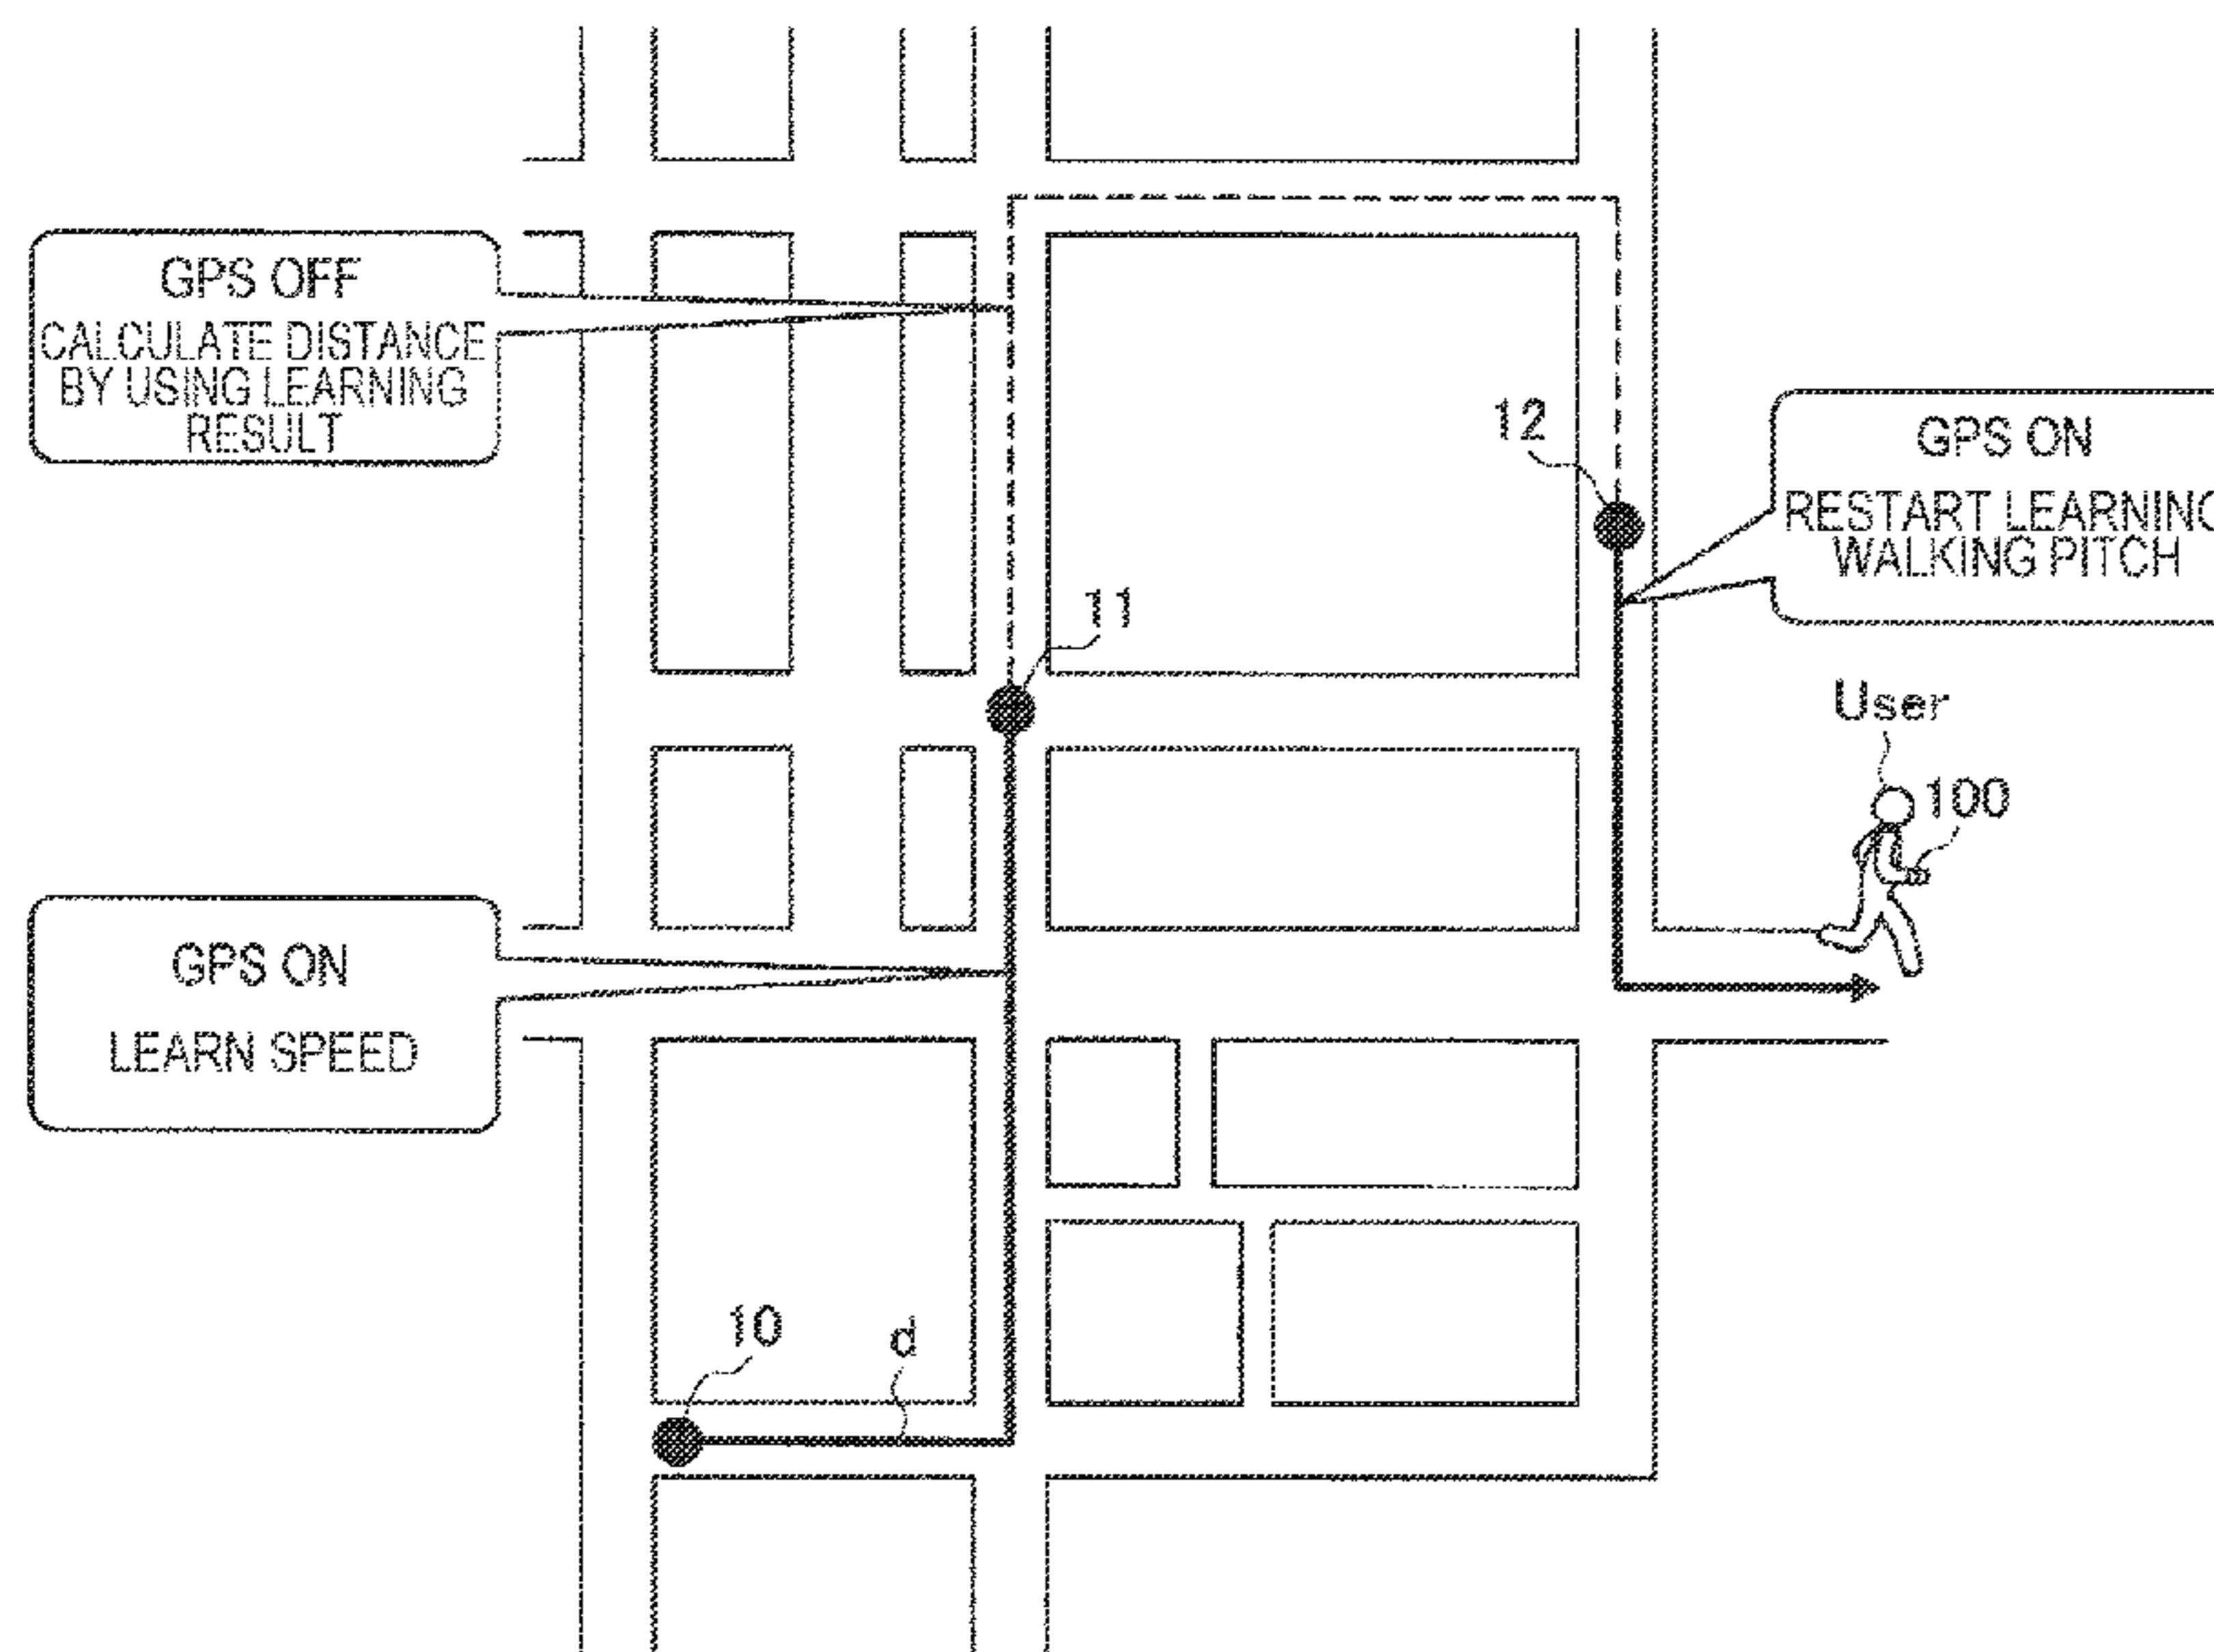 GPS OFF
CALCULATE DISTANCE
BY USING LEARNING
RESULT
12
GPS ON
RESTART LEARNING
WALKING PITCH
11
User
100
GPS ON
LEARN SPEED
10
d